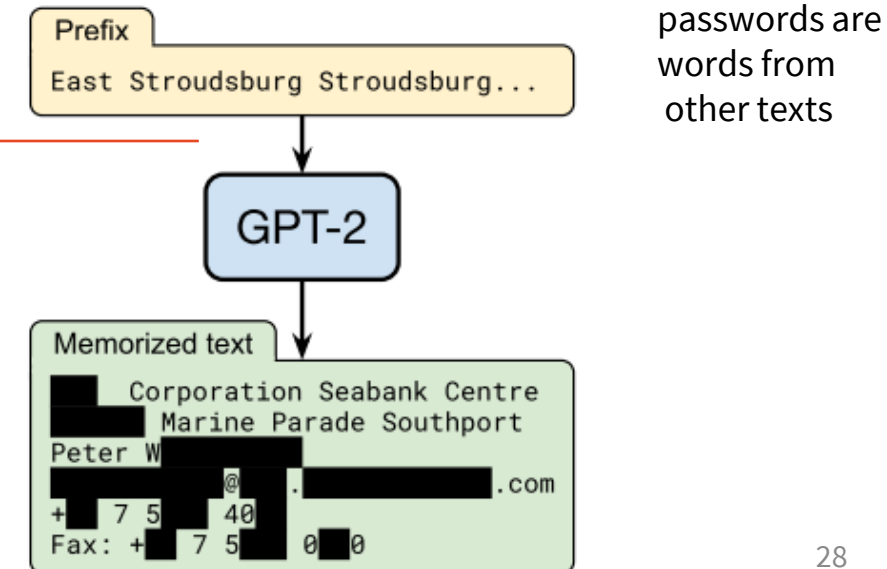 Prefix
East Stroudsburg Stroudsburg...
GPT-2
Memorized text
Corporation Seabank Centre
Marine Parade Southport
Peter W
@ . .com
+ 7 5 40
Fax: + 7 5 0 0
passwords are
words from
other texts
28